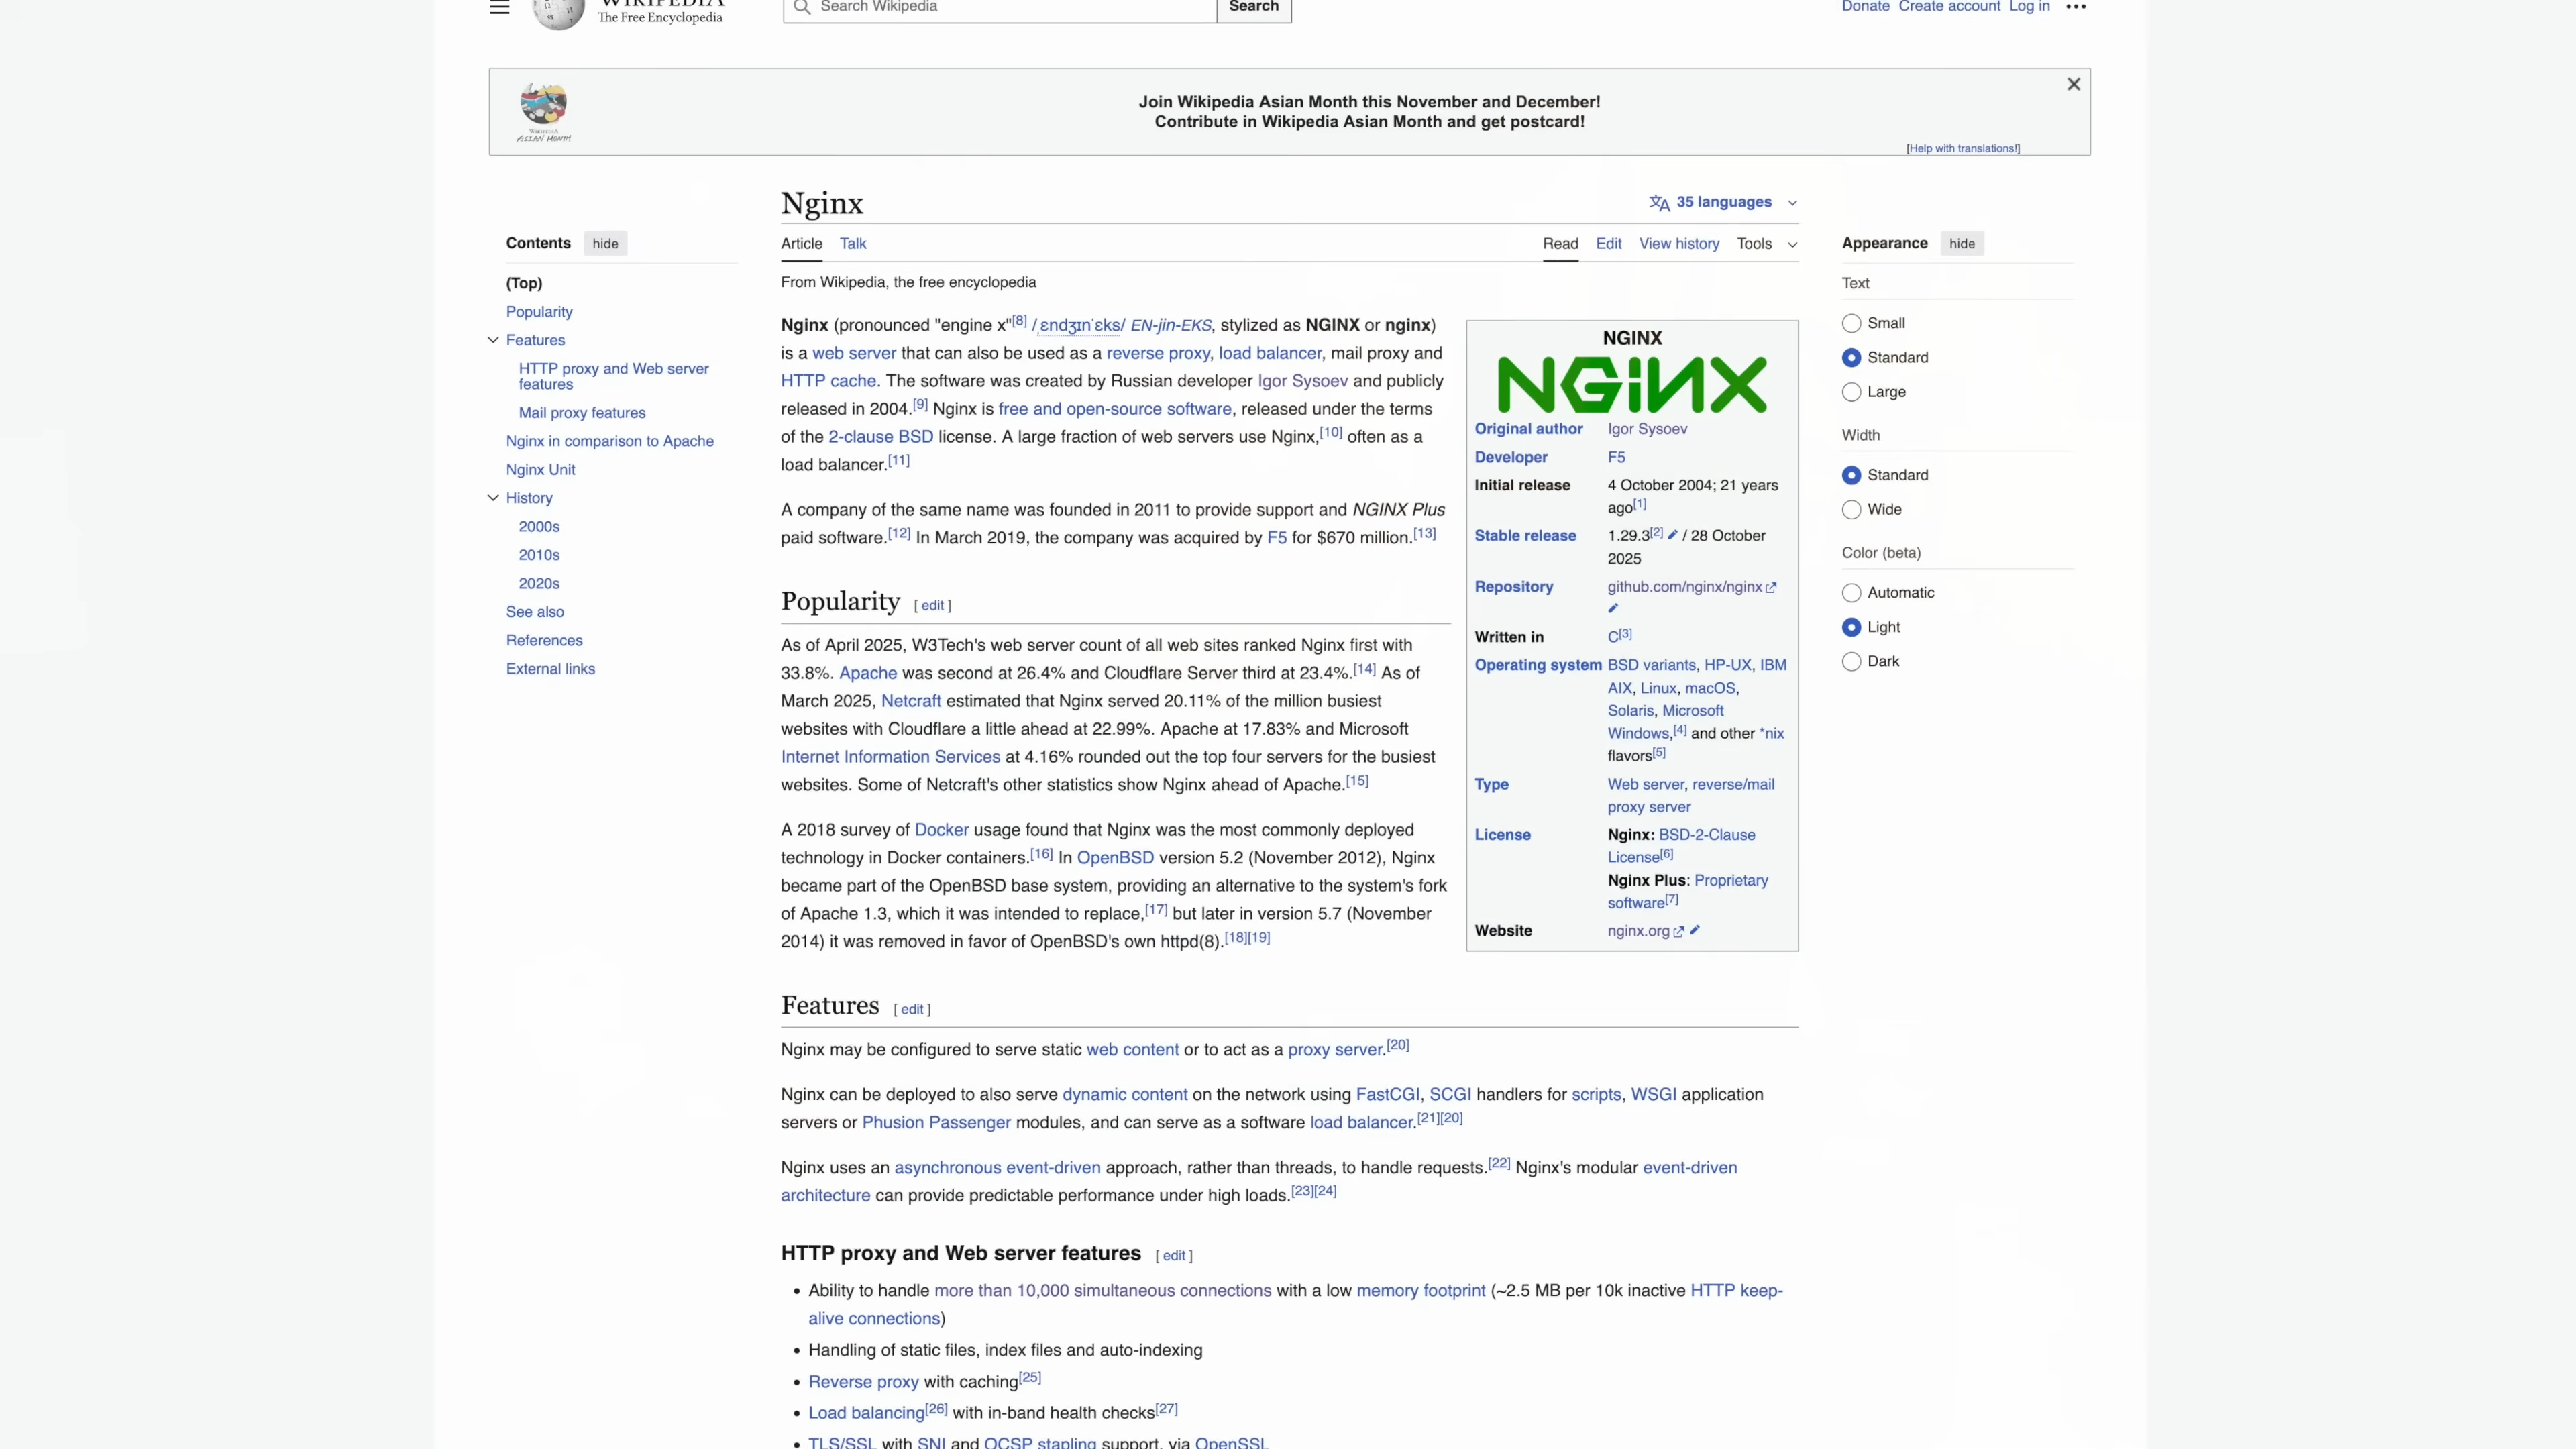 WIKIPEDIA
The Free Encyclopedia
Search Wikipedia
Search
Donate Create account Log in
WIKIPEDIA
ASIAN MONTH
Join Wikipedia Asian Month this November and December!
Contribute in Wikipedia Asian Month and get postcard!
[Help with translations!]
Contents hide
(Top)
Popularity
Features
HTTP proxy and Web server
features
Mail proxy features
Nginx in comparison to Apache
Nginx Unit
History
2000s
2010s
2020s
See also
References
External links
Nginx
35 languages
Article Talk
Read Edit View history Tools
From Wikipedia, the free encyclopedia
Nginx (pronounced "engine x"[8] /ˌɛndʒɪnˈɛks/ EN-jin-EKS, stylized as NGINX or nginx)
is a web server that can also be used as a reverse proxy, load balancer, mail proxy and
HTTP cache. The software was created by Russian developer Igor Sysoev and publicly
released in 2004.[9] Nginx is free and open-source software, released under the terms
of the 2-clause BSD license. A large fraction of web servers use Nginx,[10] often as a
load balancer.[11]
A company of the same name was founded in 2011 to provide support and NGINX Plus
paid software.[12] In March 2019, the company was acquired by F5 for $670 million.[13]
Popularity [ edit ]
As of April 2025, W3Tech's web server count of all web sites ranked Nginx first with
33.8%. Apache was second at 26.4% and Cloudflare Server third at 23.4%.[14] As of
March 2025, Netcraft estimated that Nginx served 20.11% of the million busiest
websites with Cloudflare a little ahead at 22.99%. Apache at 17.83% and Microsoft
Internet Information Services at 4.16% rounded out the top four servers for the busiest
websites. Some of Netcraft's other statistics show Nginx ahead of Apache.[15]
A 2018 survey of Docker usage found that Nginx was the most commonly deployed
technology in Docker containers.[16] In OpenBSD version 5.2 (November 2012), Nginx
became part of the OpenBSD base system, providing an alternative to the system's fork
of Apache 1.3, which it was intended to replace,[17] but later in version 5.7 (November
2014) it was removed in favor of OpenBSD's own httpd(8).[18][19]
NGINX
NGINX
Original author Igor Sysoev
Developer F5
Initial release 4 October 2004; 21 years
ago[1]
Stable release 1.29.3[2] / 28 October
2025
Repository github.com/nginx/nginx
Written in C[3]
Operating system BSD variants, HP-UX, IBM
AIX, Linux, macOS,
Solaris, Microsoft
Windows,[4] and other *nix
flavors[5]
Type Web server, reverse/mail
proxy server
License Nginx: BSD-2-Clause
License[6]
Nginx Plus: Proprietary
software[7]
Website nginx.org
Features [ edit ]
Nginx may be configured to serve static web content or to act as a proxy server.[20]
Nginx can be deployed to also serve dynamic content on the network using FastCGI, SCGI handlers for scripts, WSGI application
servers or Phusion Passenger modules, and can serve as a software load balancer.[21][20]
Nginx uses an asynchronous event-driven approach, rather than threads, to handle requests.[22] Nginx's modular event-driven
architecture can provide predictable performance under high loads.[23][24]
HTTP proxy and Web server features [ edit ]
• Ability to handle more than 10,000 simultaneous connections with a low memory footprint (~2.5 MB per 10k inactive HTTP keep-
alive connections)
• Handling of static files, index files and auto-indexing
• Reverse proxy with caching[25]
• Load balancing[26] with in-band health checks[27]
• TLS/SSL with SNI and OCSP stapling support, via OpenSSL
Appearance hide
Text
Small
Standard
Large
Width
Standard
Wide
Color (beta)
Automatic
Light
Dark